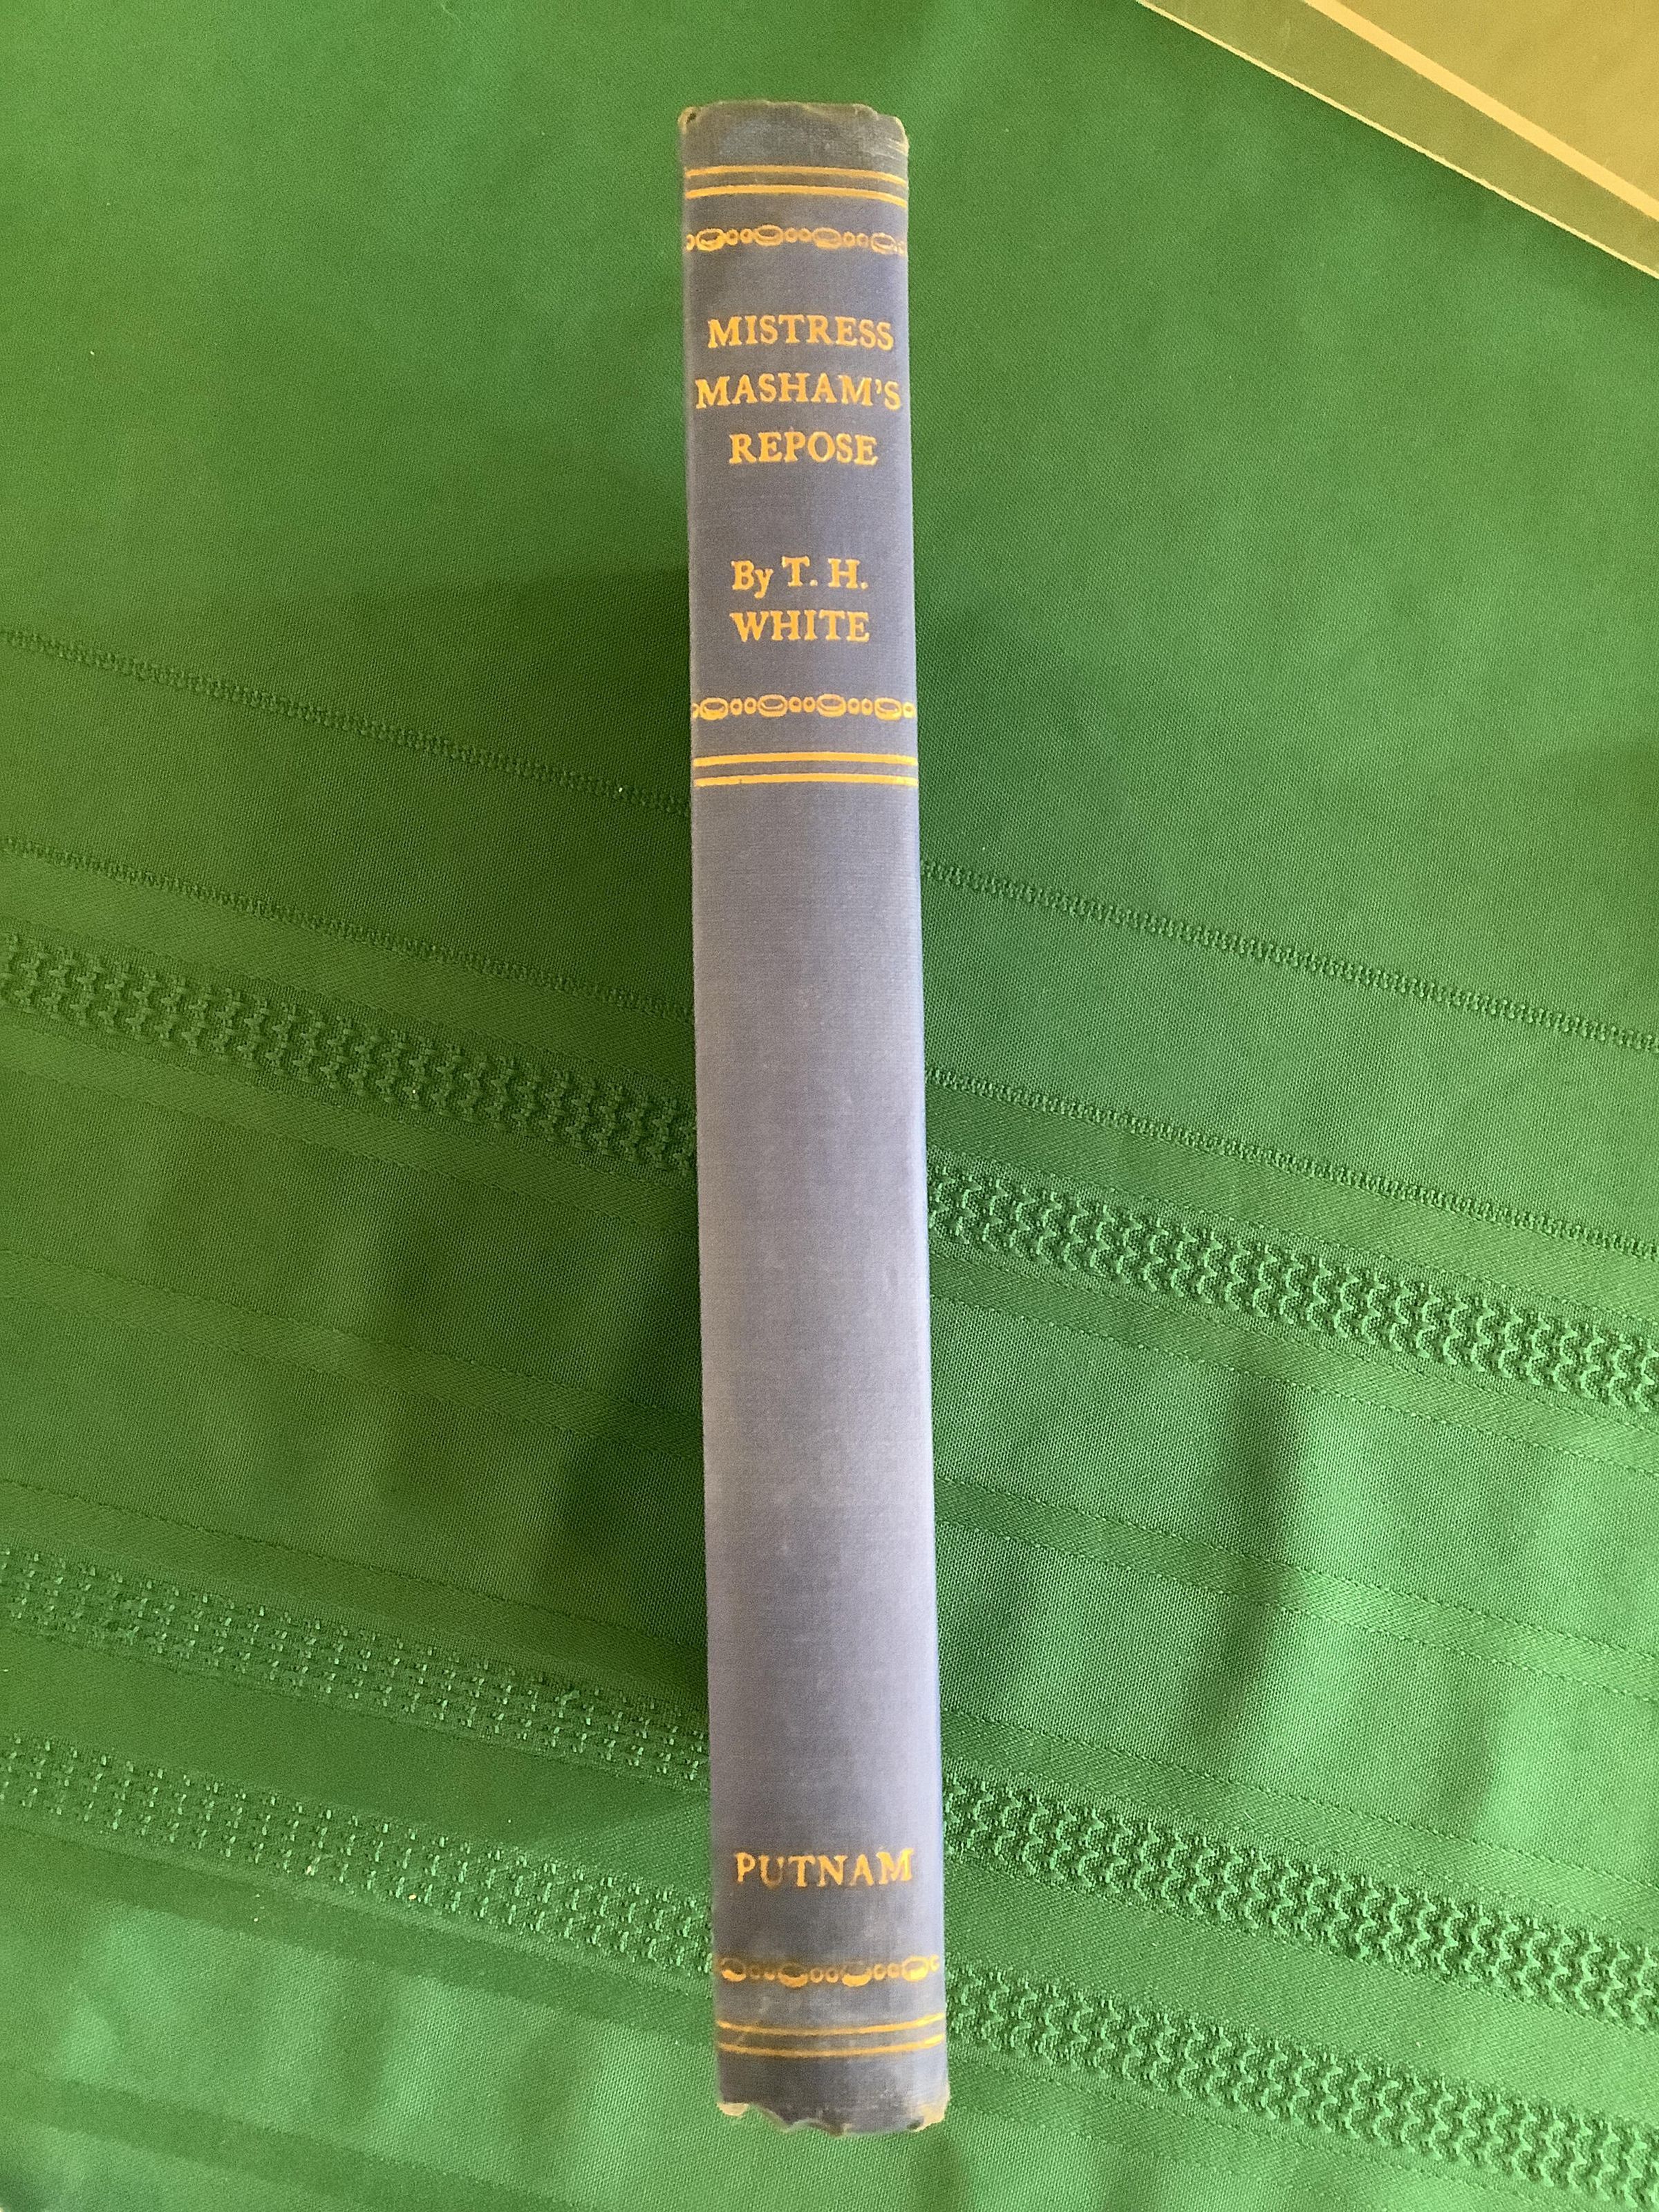 MISTRESS
MASHAM'S
REPOSE
By T. H.
WHITE
PUTNAM